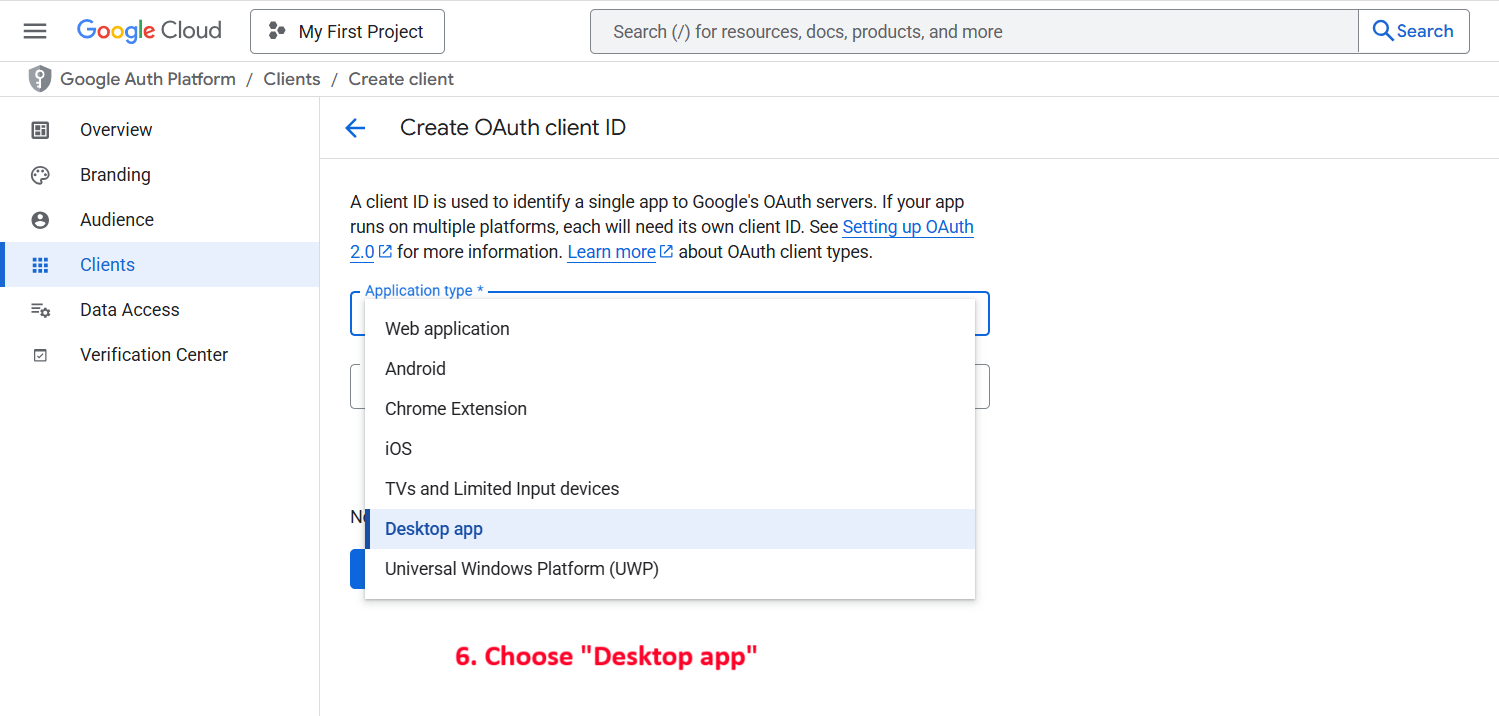 Google Cloud
My First Project
Search (/) for resources, docs, products, and more
Search
Google Auth Platform / Clients / Create client
Overview
Branding
Audience
Clients
Data Access
Verification Center
Create OAuth client ID
A client ID is used to identify a single app to Google's OAuth servers. If your app
runs on multiple platforms, each will need its own client ID. See Setting up OAuth
2.0 for more information. Learn more about OAuth client types.
Application type *
Web application
Android
Chrome Extension
iOS
TVs and Limited Input devices
Desktop app
Universal Windows Platform (UWP)
6. Choose "Desktop app"